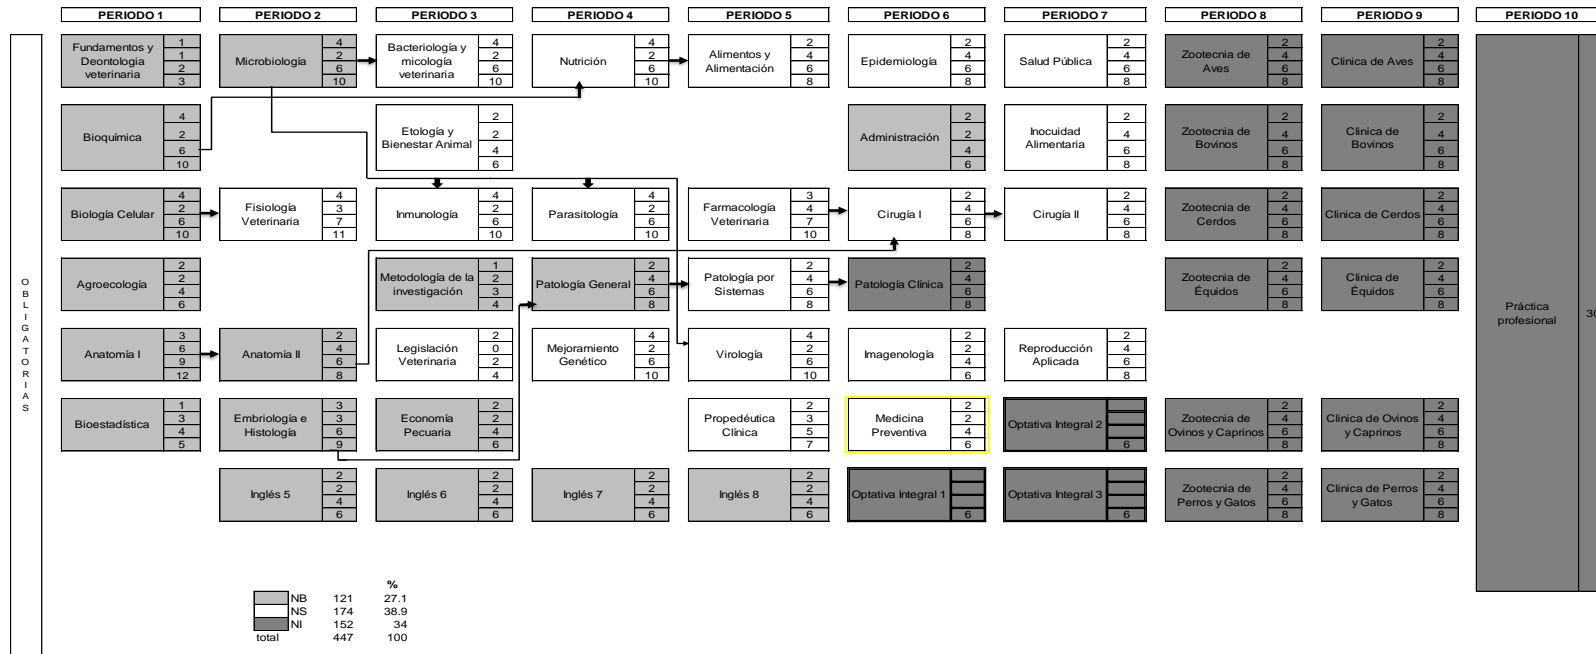 PERIODO 1 PERIODO 2 PERIODO 3 PERIODO 4 PERIODO 5 PERIODO 6 PERIODO 7 PERIODO 8 PERIODO 9 PERIODO 10
OBLIGATORIAS
Fundamentos y
Deontologia
veterinaria
1
1
2
3
Microbiología
4
2
6
10
Bacteriología y
micología
veterinaria
4
2
6
10
Nutrición
4
2
6
10
Alimentos y
Alimentación
2
4
6
8
Epidemiología
2
4
6
8
Salud Pública
2
4
6
8
Zootecnia de
Aves
2
4
6
8
Clinica de Aves
2
4
6
8
Bioquímica
4
2
6
10
Etología y
Bienestar Animal
2
2
4
6
Administración
2
2
4
6
Inocuidad
Alimentaria
2
4
6
8
Zootecnia de
Bovinos
2
4
6
8
Clinica de
Bovinos
2
4
6
8
Biología Celular
4
2
6
10
Fisiología
Veterinaria
4
3
7
11
Inmunología
4
2
6
10
Parasitología
4
2
6
10
Farmacología
Veterinaria
3
4
7
10
Cirugía I
2
4
6
8
Cirugía II
2
4
6
8
Zootecnia de
Cerdos
2
4
6
8
Clinica de Cerdos
2
4
6
8
Agroecología
2
2
4
6
Metodología de la
investigación
1
2
3
4
Patología General
2
4
6
8
Patología por
Sistemas
2
4
6
8
Patología Clínica
2
4
6
8
Zootecnia de
Équidos
2
4
6
8
Clinica de
Équidos
2
4
6
8
Anatomía I
3
6
9
12
Anatomía II
2
4
6
8
Legislación
Veterinaria
2
0
2
4
Mejoramiento
Genético
4
2
6
10
Virología
4
2
6
10
Imagenología
2
2
4
6
Reproducción
Aplicada
2
4
6
8
Práctica
profesional
30
Bioestadística
1
3
4
5
Embriología e
Histología
3
3
6
9
Economía
Pecuaria
2
2
4
6
Propedéutica
Clínica
2
3
5
7
Medicina
Preventiva
2
2
4
6
Optativa Integral 2
6
Zootecnia de
Ovinos y Caprinos
2
4
6
8
Clinica de Ovinos
y Caprinos
2
4
6
8
Inglés 5
2
2
4
6
Inglés 6
2
2
4
6
Inglés 7
2
2
4
6
Inglés 8
2
2
4
6
Optativa Integral 1
6
Optativa Integral 3
6
Zootecnia de
Perros y Gatos
2
4
6
8
Clinica de Perros
y Gatos
2
4
6
8
%
NB 121 27.1
NS 174 38.9
NI 152 34
total 447 100